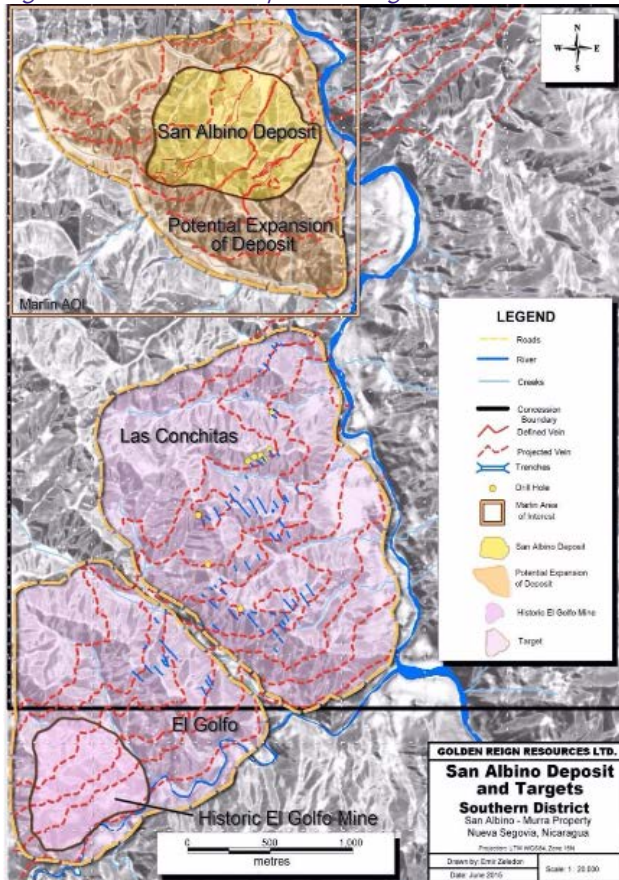 N
W E
S
San Albino Deposit
Potential Expansion
of Deposit
Marlin AOI
Las Conchitas
El Golfo
Historic El Golfo Mine
LEGEND
Roads
River
Creeks
Concession
Boundary
Defined Vein
Projected Vein
Trenches
Drill Hole
Marlin Area
of Interest
San Albino Deposit
Potential Expansion
of Deposit
Historic El Golfo Mine
Target
0 500 1,000
metres
GOLDEN REIGN RESOURCES LTD.
San Albino Deposit
and Targets
Southern District
San Albino - Murra Property
Nueva Segovia, Nicaragua
Drawn by: Emir Zeledon
Date: June 2015
Scale: 1 : 20,000